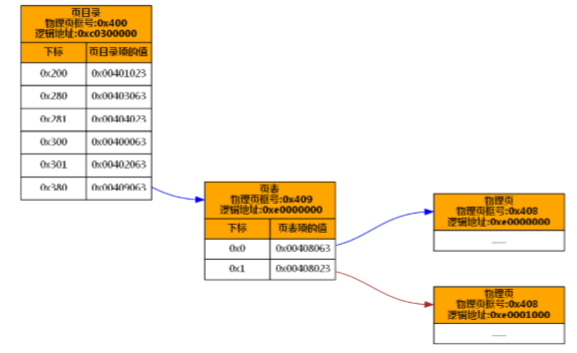 页目录
物理页框号:0x400
逻辑地址:0xc0300000
下标 页目录项的值
0x200 0x00401023
0x280 0x00403063
0x281 0x00404023
0x300 0x00400063
0x301 0x00402063
0x380 0x00409063
页表
物理页框号:0x409
逻辑地址:0xe0000000
下标 页表项的值
0x0 0x00408063
0x1 0x00408023
物理页
物理页框号:0x408
逻辑地址:0xe0000000
......
物理页
物理页框号:0x408
逻辑地址:0xe0001000
......